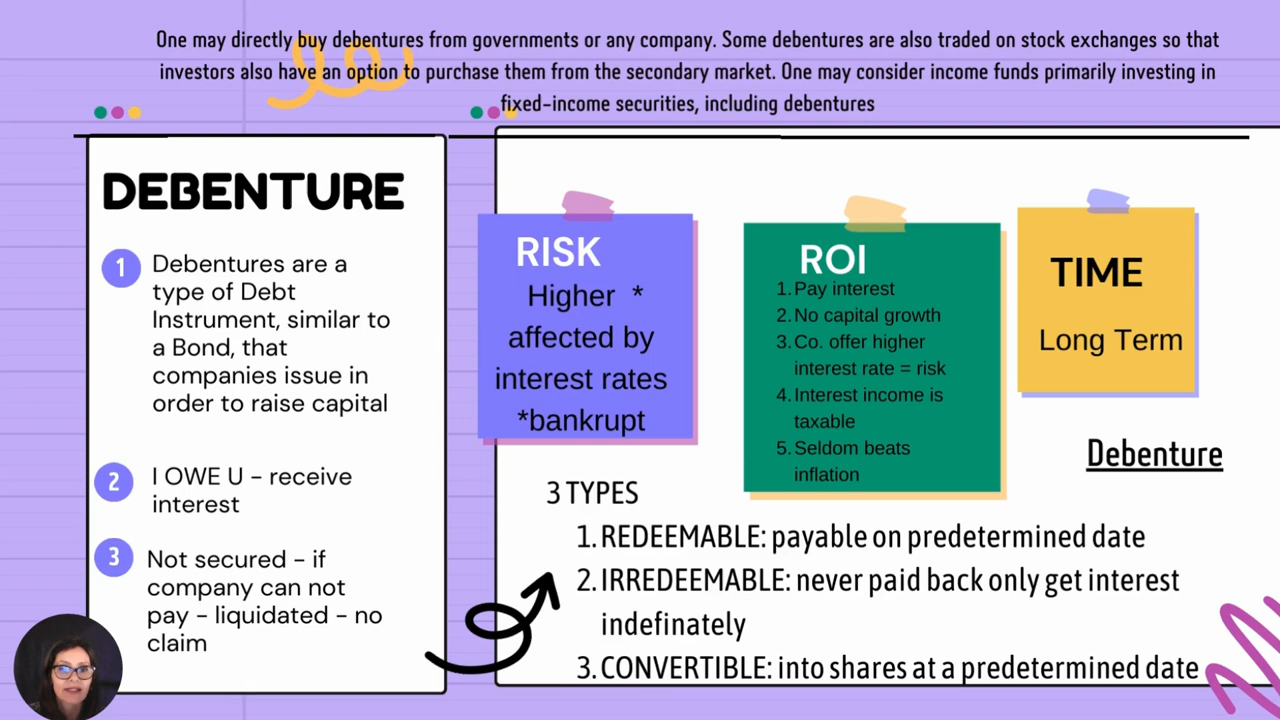 One may directly buy debentures from governments or any company. Some debentures are also traded on stock exchanges so that
investors also have an option to purchase them from the secondary market. One may consider income funds primarily investing in
fixed-income securities, including debentures
DEBENTURE
1 Debentures are a
type of Debt
Instrument, similar to
a Bond, that
companies issue in
order to raise capital
2 I OWE U - receive
interest
3 Not secured - if
company can not
pay - liquidated - no
claim
RISK
Higher *
affected by
interest rates
*bankrupt
ROI
1. Pay interest
2. No capital growth
3. Co. offer higher
interest rate = risk
4. Interest income is
taxable
5. Seldom beats
inflation
TIME
Long Term
Debenture
3 TYPES
1. REDEEMABLE: payable on predetermined date
2. IRREDEEMABLE: never paid back only get interest
indefinately
3. CONVERTIBLE: into shares at a predetermined date